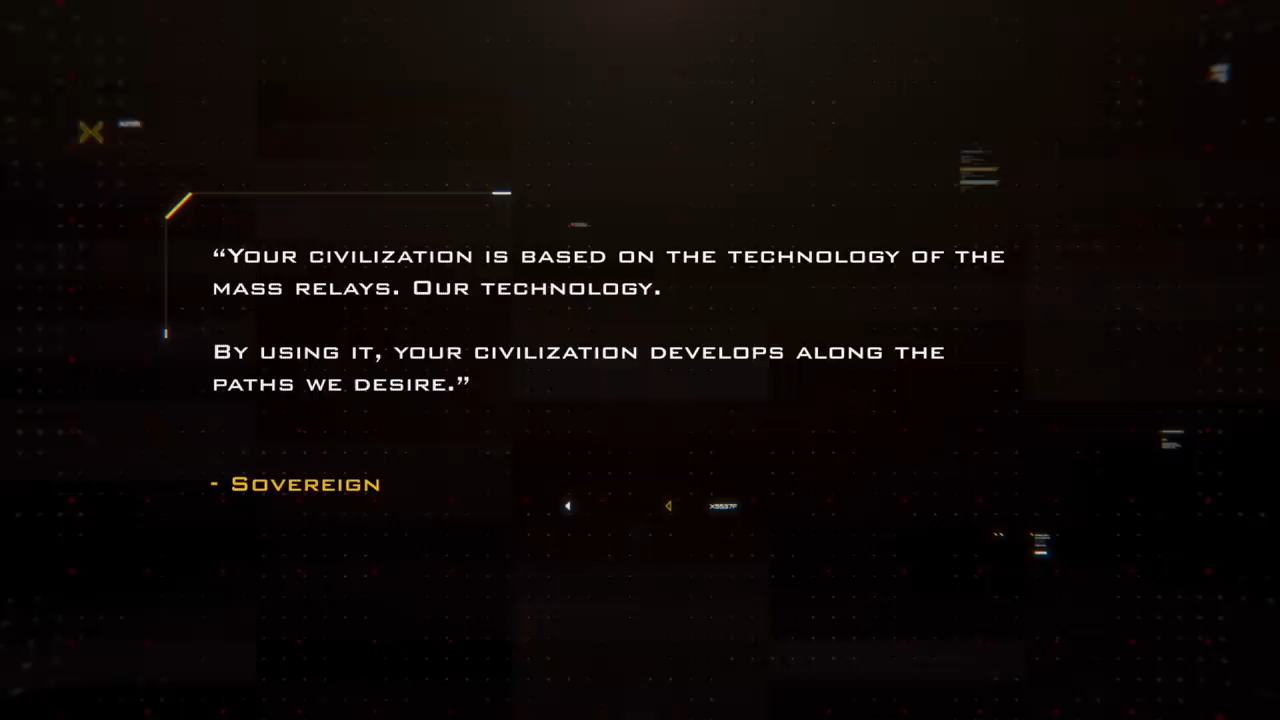 “Your civilization is based on the technology of the
mass relays. Our technology.
By using it, your civilization develops along the
paths we desire.”
- Sovereign
X5537F